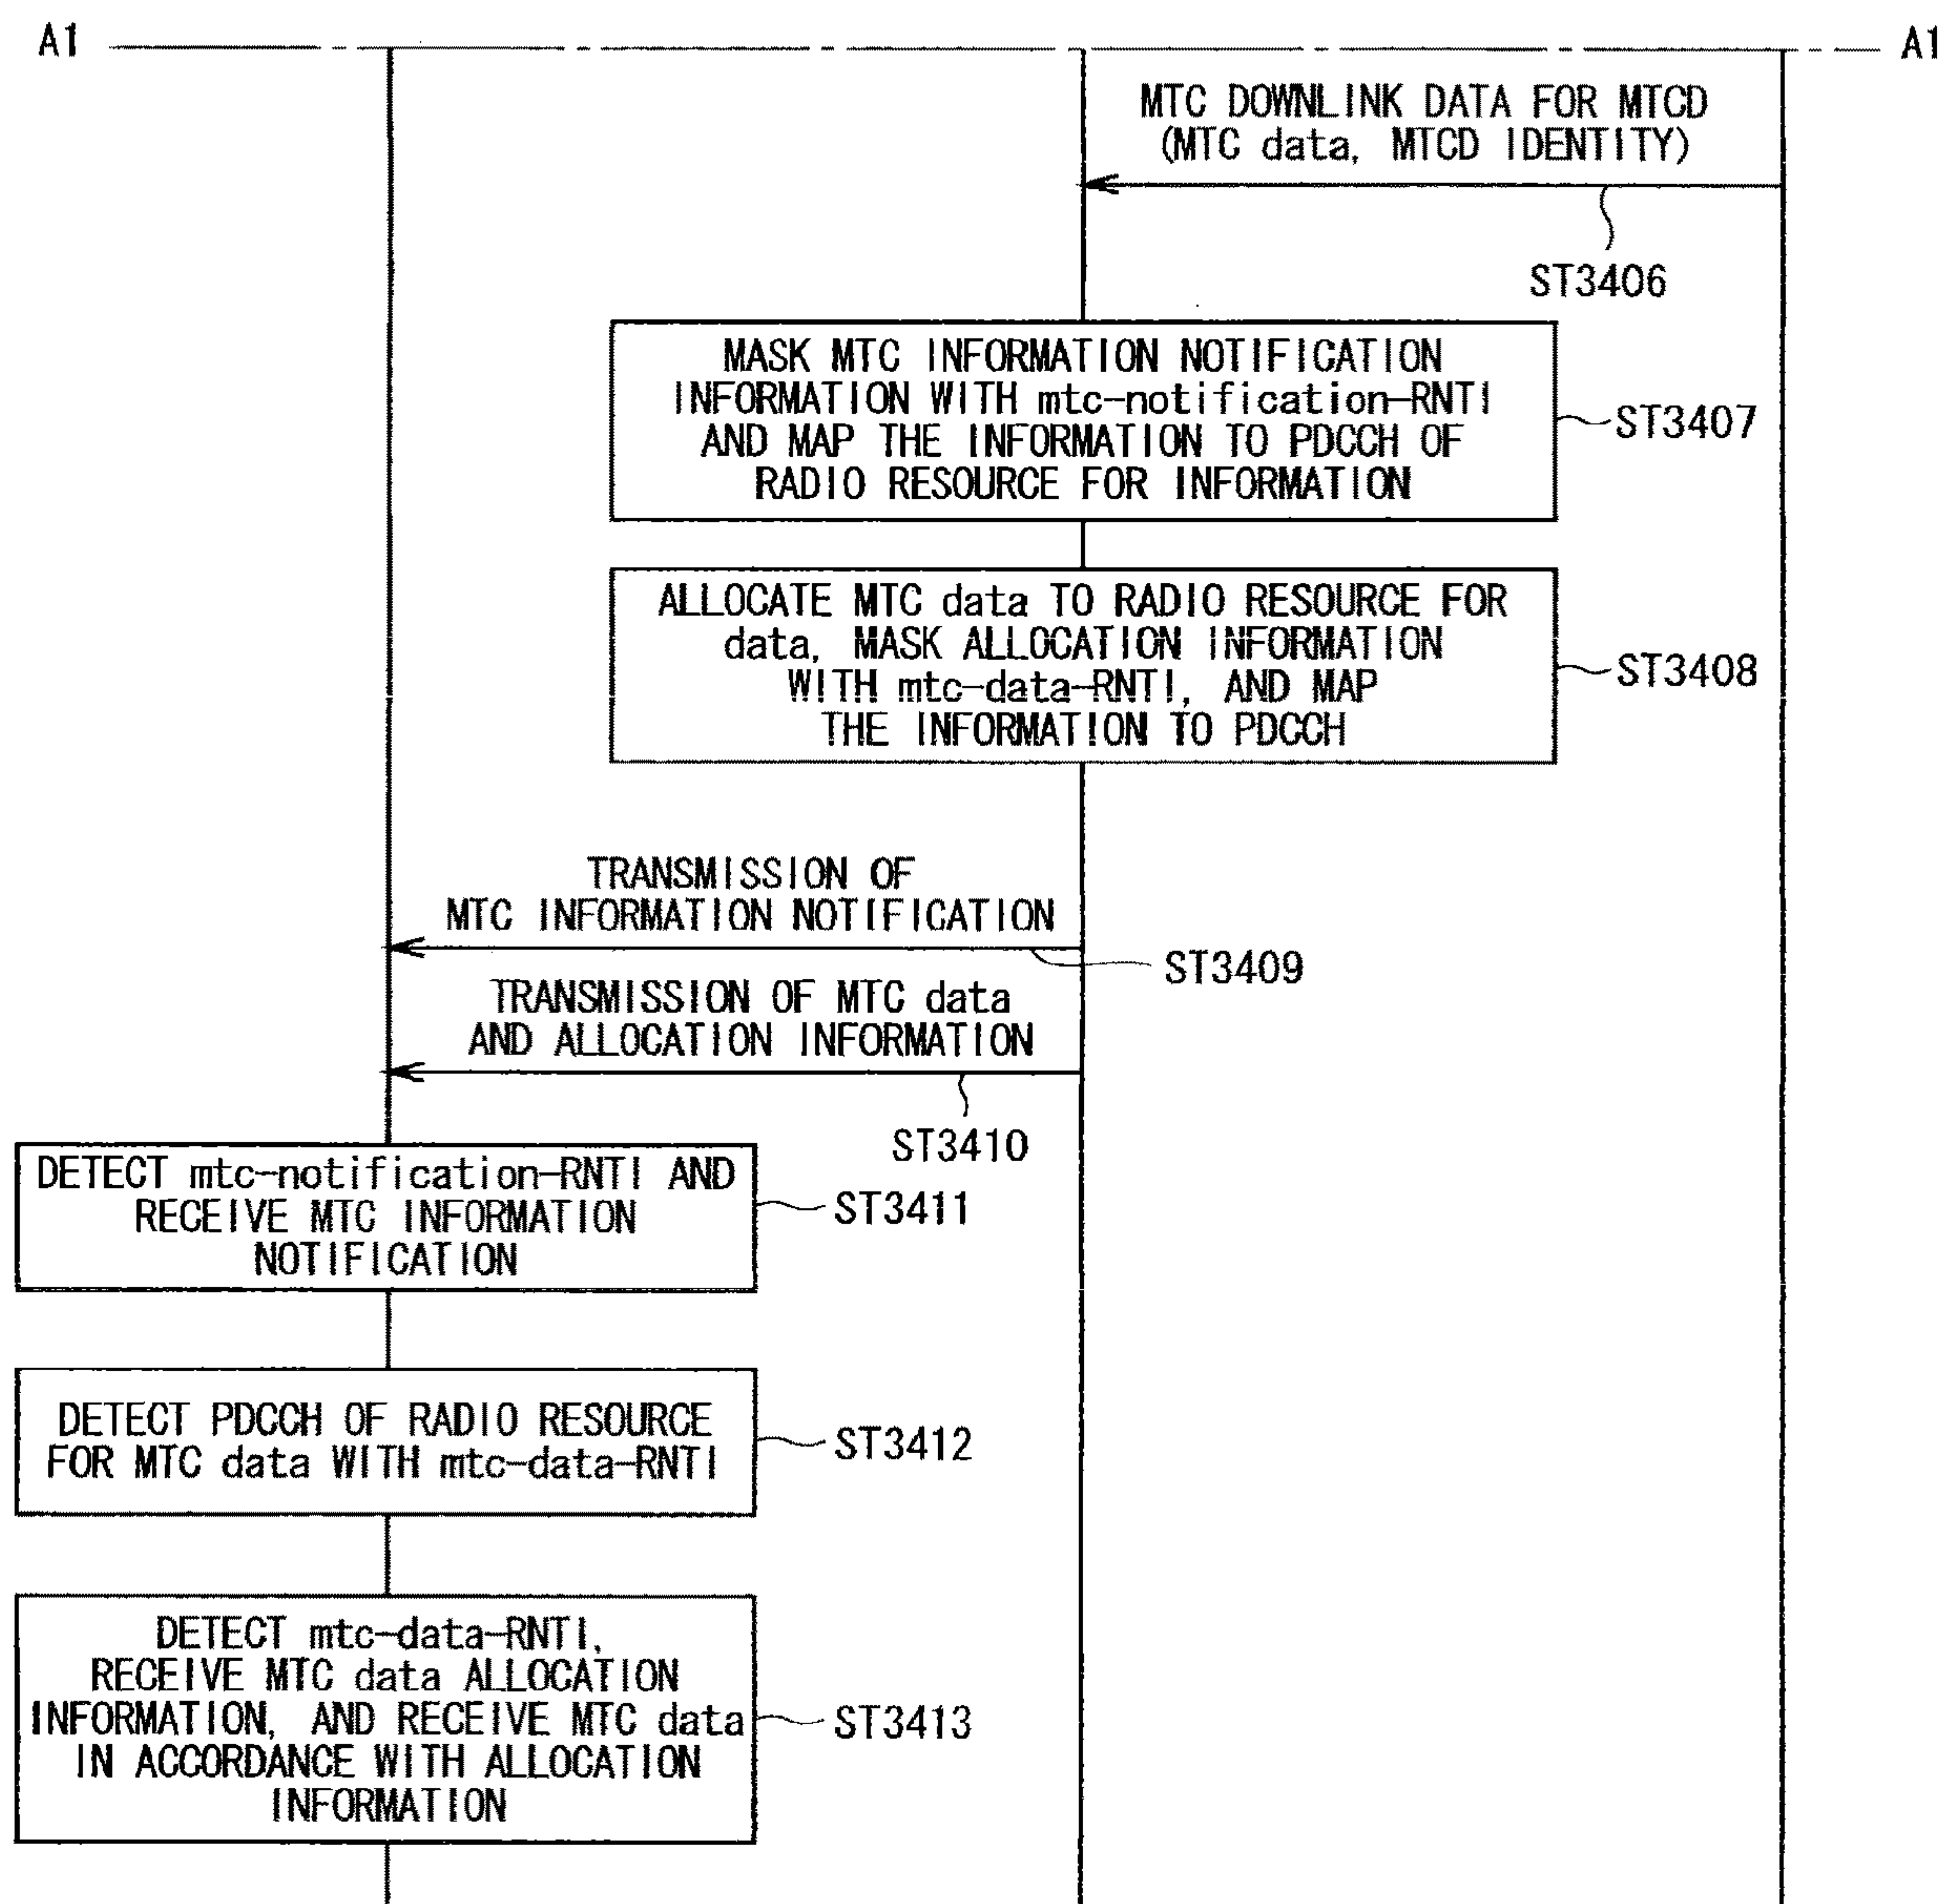 A1
A1
MTC DOWNLINK DATA FOR MTCD
(MTC data, MTCD IDENTITY)
ST3406
MASK MTC INFORMATION NOTIFICATION
INFORMATION WITH mtc-notification-RNTI
AND MAP THE INFORMATION TO PDCCH OF
RADIO RESOURCE FOR INFORMATION
ST3407
ALLOCATE MTC data TO RADIO RESOURCE FOR
data, MASK ALLOCATION INFORMATION
WITH mtc-data-RNTI, AND MAP
THE INFORMATION TO PDCCH
ST3408
TRANSMISSION OF
MTC INFORMATION NOTIFICATION
ST3409
TRANSMISSION OF MTC data
AND ALLOCATION INFORMATION
ST3410
DETECT mtc-notification-RNTI AND
RECEIVE MTC INFORMATION
NOTIFICATION
ST3411
DETECT PDCCH OF RADIO RESOURCE
FOR MTC data WITH mtc-data-RNTI
ST3412
DETECT mtc-data-RNTI,
RECEIVE MTC data ALLOCATION
INFORMATION, AND RECEIVE MTC data
IN ACCORDANCE WITH ALLOCATION
INFORMATION
ST3413